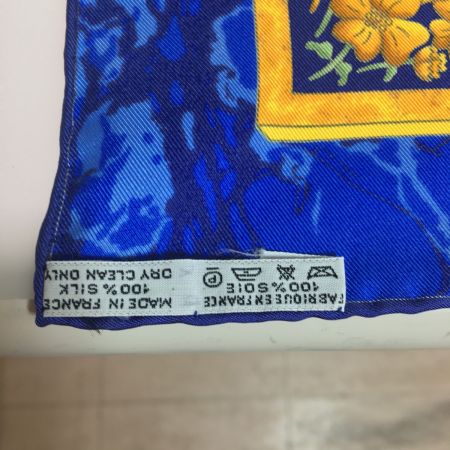 FABRIQUE EN FRANCE
100% SOIE
Ⓟ
MADE IN FRANCE
100% SILK
DRY CLEAN ONLY